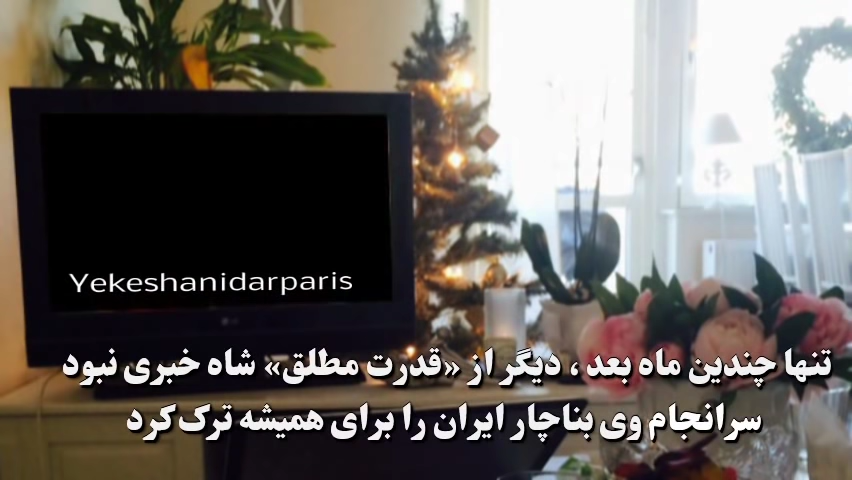 Yekeshanidarparis
تنها چندین ماه بعد ، دیگر از «قدرت مطلق» شاه خبری نبود
سرانجام وی بناچار ایران را برای همیشه ترک کرد